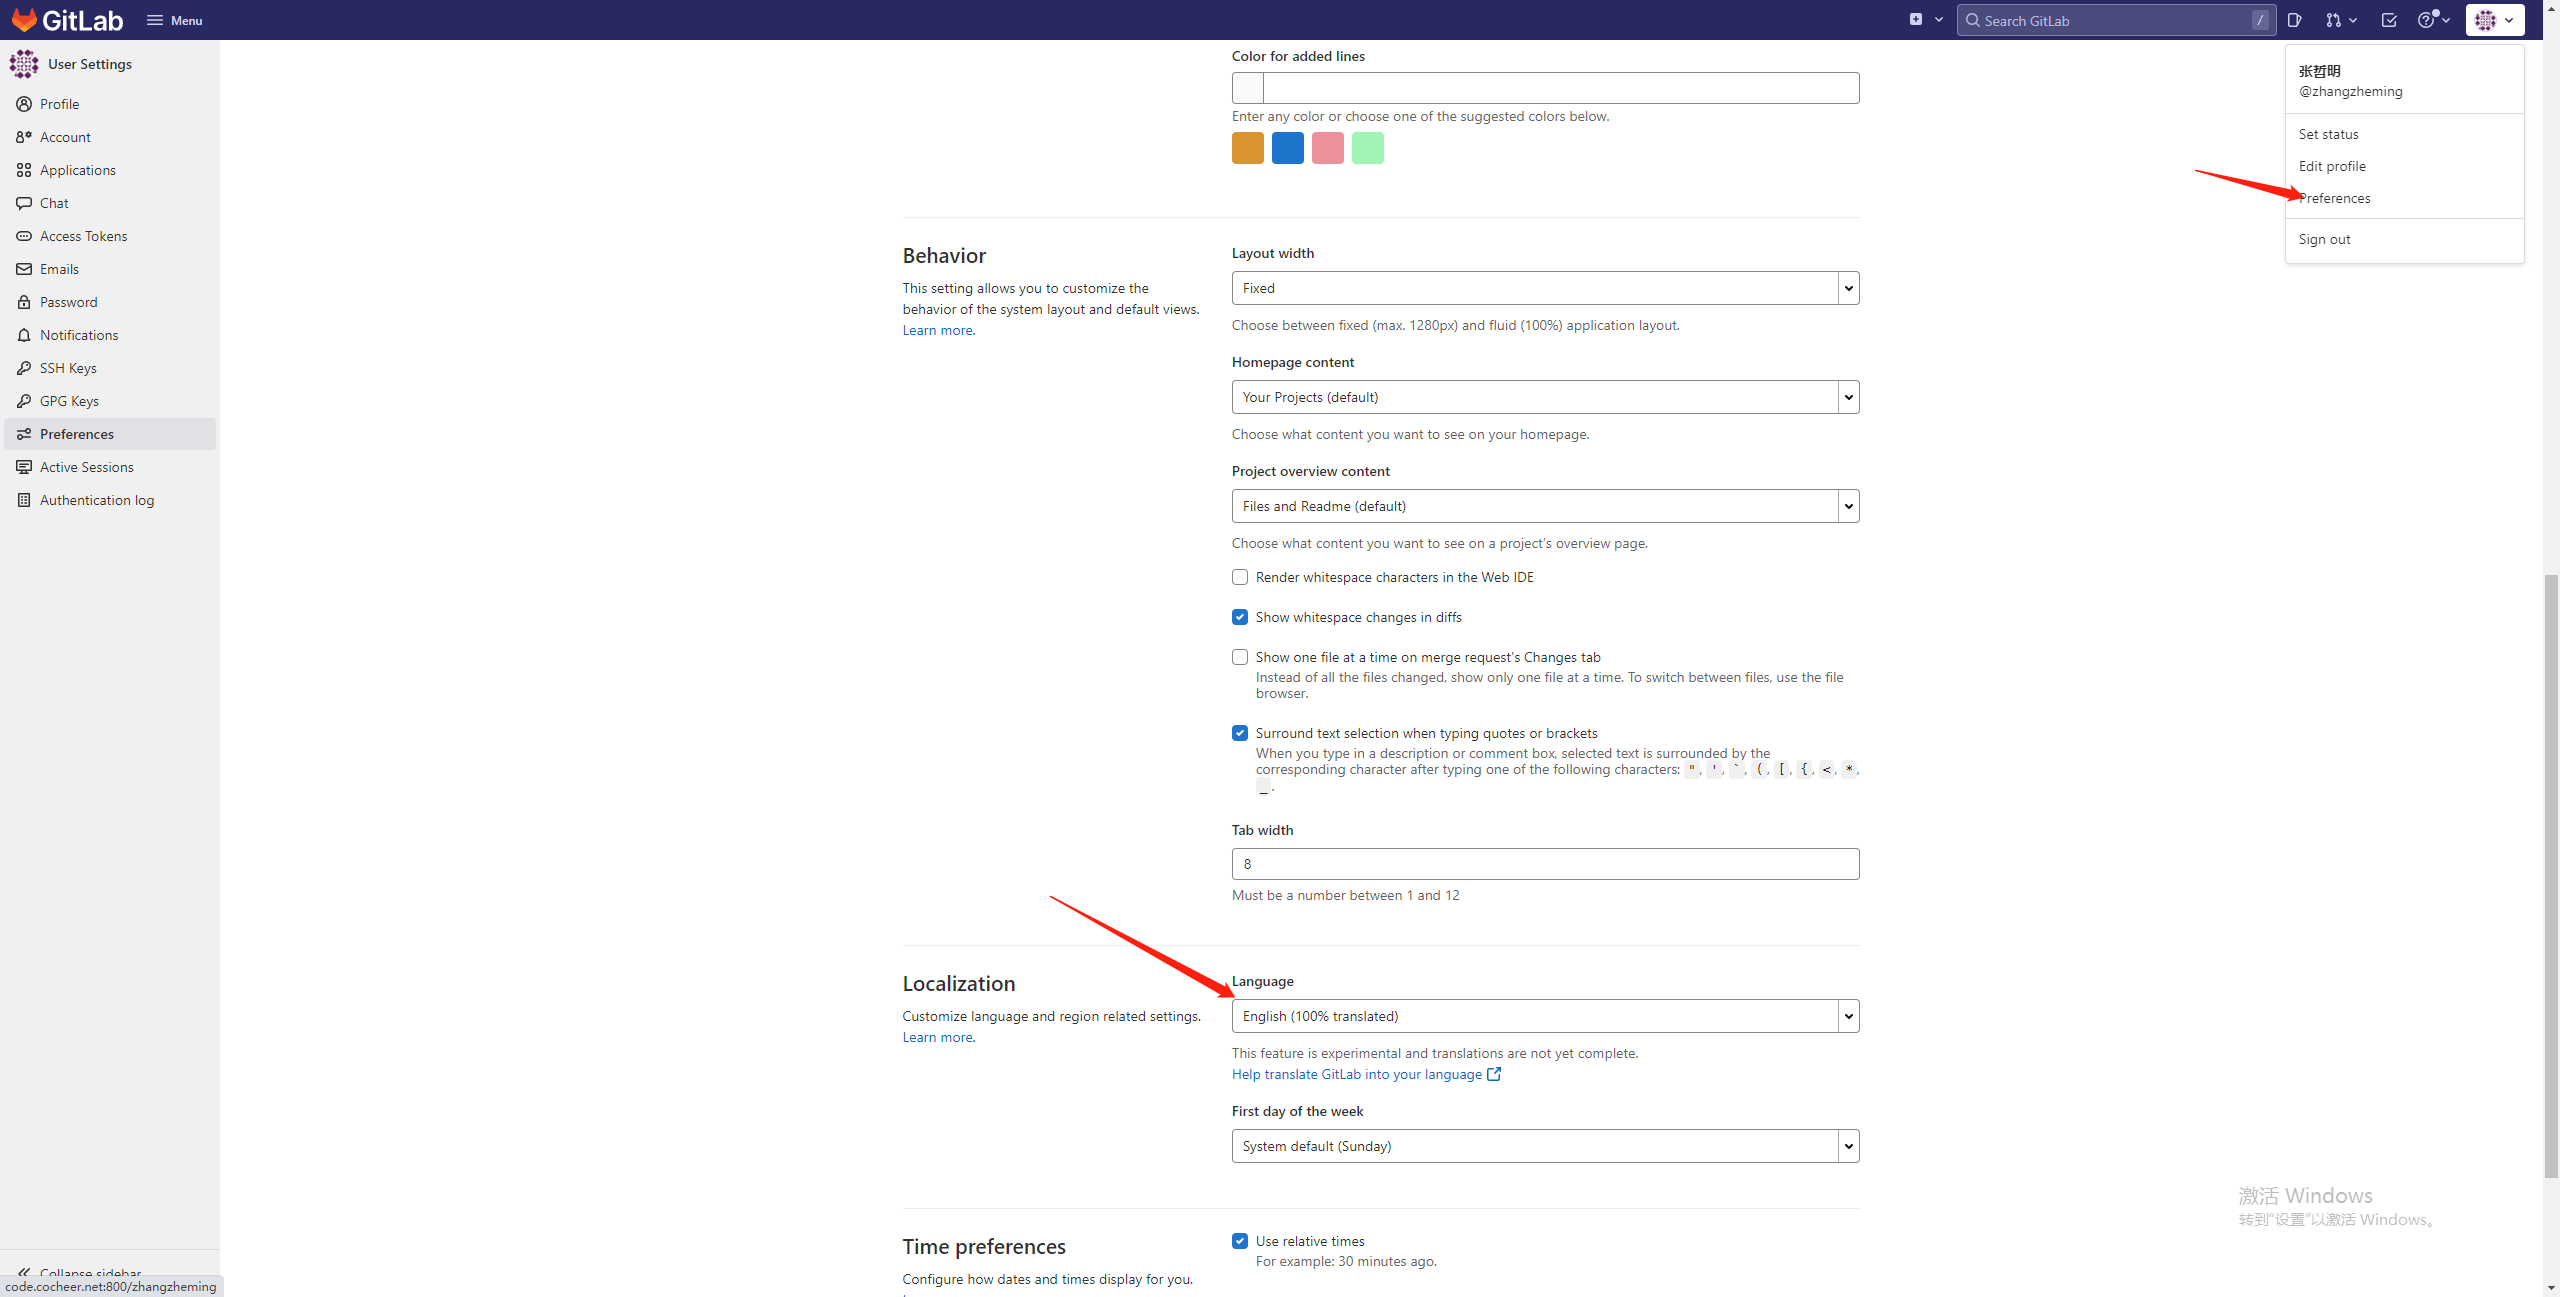 GitLab
Menu
Search GitLab
/
User Settings
Profile
Account
Applications
Chat
Access Tokens
Emails
Password
Notifications
SSH Keys
GPG Keys
Preferences
Active Sessions
Authentication log
Collapse sidebar
code.cocheer.net:800/zhangzheming
Color for added lines
Enter any color or choose one of the suggested colors below.
Behavior
This setting allows you to customize the
behavior of the system layout and default views.
Learn more.
Layout width
Fixed
Choose between fixed (max. 1280px) and fluid (100%) application layout.
Homepage content
Your Projects (default)
Choose what content you want to see on your homepage.
Project overview content
Files and Readme (default)
Choose what content you want to see on a project's overview page.
Render whitespace characters in the Web IDE
Show whitespace changes in diffs
Show one file at a time on merge request's Changes tab
Instead of all the files changed, show only one file at a time. To switch between files, use the file
browser.
Surround text selection when typing quotes or brackets
When you type in a description or comment box, selected text is surrounded by the
corresponding character after typing one of the following characters: ", ', `, (, [, {, <, *,
_.
Tab width
8
Must be a number between 1 and 12
Localization
Customize language and region related settings.
Learn more.
Language
English (100% translated)
This feature is experimental and translations are not yet complete.
Help translate GitLab into your language
First day of the week
System default (Sunday)
Time preferences
Configure how dates and times display for you.
Use relative times
For example: 30 minutes ago.
张哲明
@zhangzheming
Set status
Edit profile
Preferences
Sign out
激活 Windows
转到"设置"以激活 Windows。